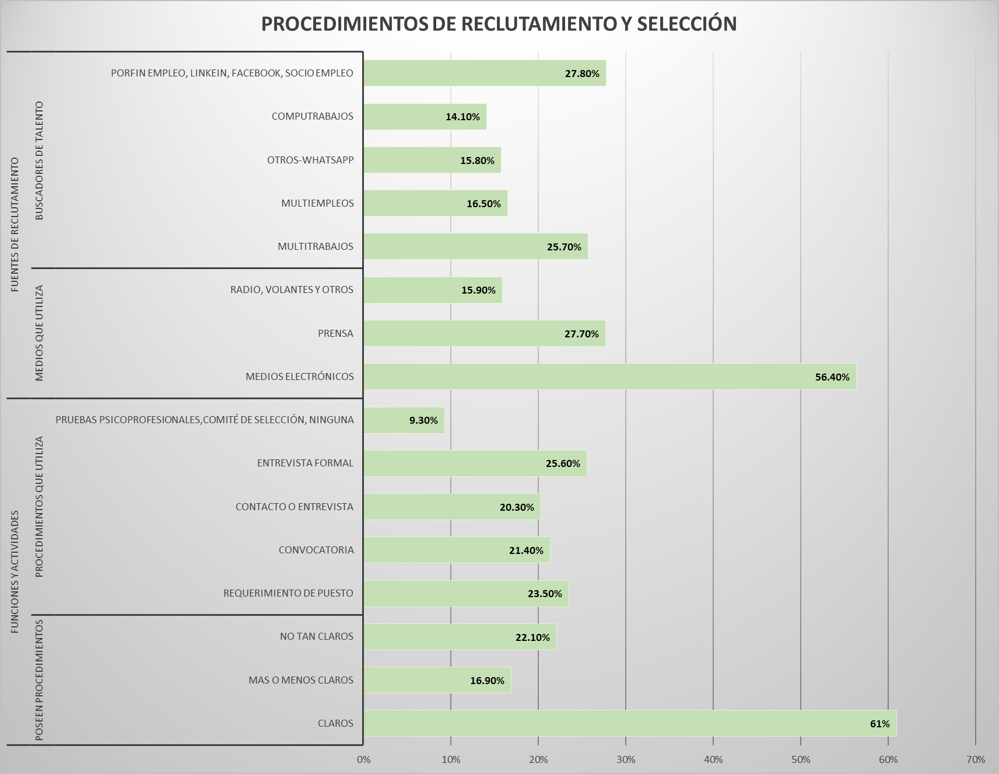 PROCEDIMIENTOS DE RECLUTAMIENTO Y SELECCIÓN
FUENTES DE RECLUTAMIENTO
BUSCADORES DE TALENTO
PORFIN EMPLEO, LINKEIN, FACEBOOK, SOCIO EMPLEO
27.80%
COMPUTRABAJOS
14.10%
OTROS-WHATSAPP
15.80%
MULTIEMPLEOS
16.50%
MULTITRABAJOS
25.70%
MEDIOS QUE UTILIZA
RADIO, VOLANTES Y OTROS
15.90%
PRENSA
27.70%
MEDIOS ELECTRÓNICOS
56.40%
FUNCIONES Y ACTIVIDADES
PROCEDIMIENTOS QUE UTILIZA
PRUEBAS PSICOPROFESIONALES,COMITÉ DE SELECCIÓN, NINGUNA
9.30%
ENTREVISTA FORMAL
25.60%
CONTACTO O ENTREVISTA
20.30%
CONVOCATORIA
21.40%
REQUERIMIENTO DE PUESTO
23.50%
POSEEN PROCEDIMIENTOS
NO TAN CLAROS
22.10%
MAS O MENOS CLAROS
16.90%
CLAROS
61%
0% 10% 20% 30% 40% 50% 60% 70%